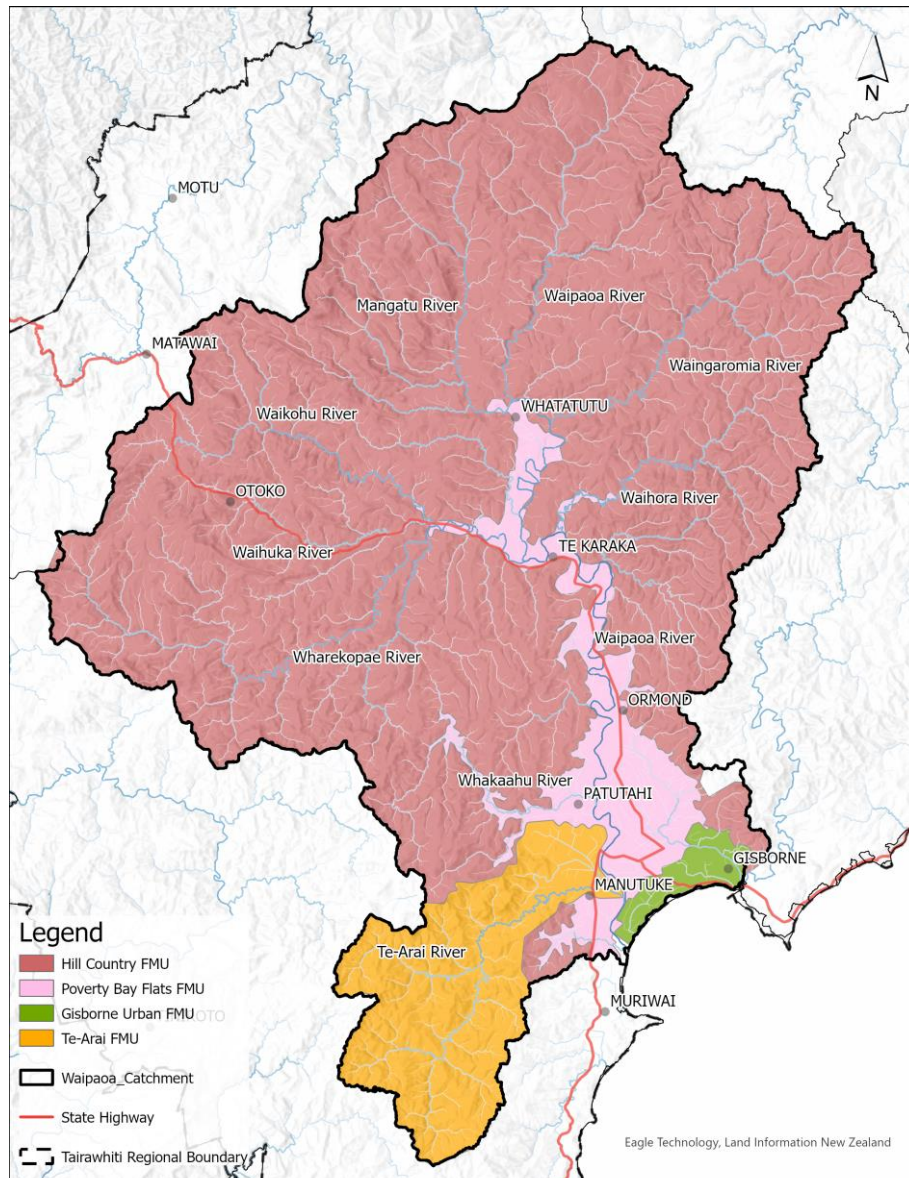 N
MOTU
Mangatu River
Waipaoa River
MATAWAI
Waingaromia River
WHATATUTU
Waikohu River
OTOKO
Waihora River
Waihuka River
TE KARAKA
Waipaoa River
Wharekopae River
ORMOND
Whakaahu River
PATUTAHI
GISBORNE
MANUTUKE
Te-Arai River
MURIWAI
Legend
Hill Country FMU
Poverty Bay Flats FMU
Gisborne Urban FMU
Te-Arai FMU
Waipaoa_Catchment
State Highway
Tairawhiti Regional Boundary
Eagle Technology, Land Information New Zealand